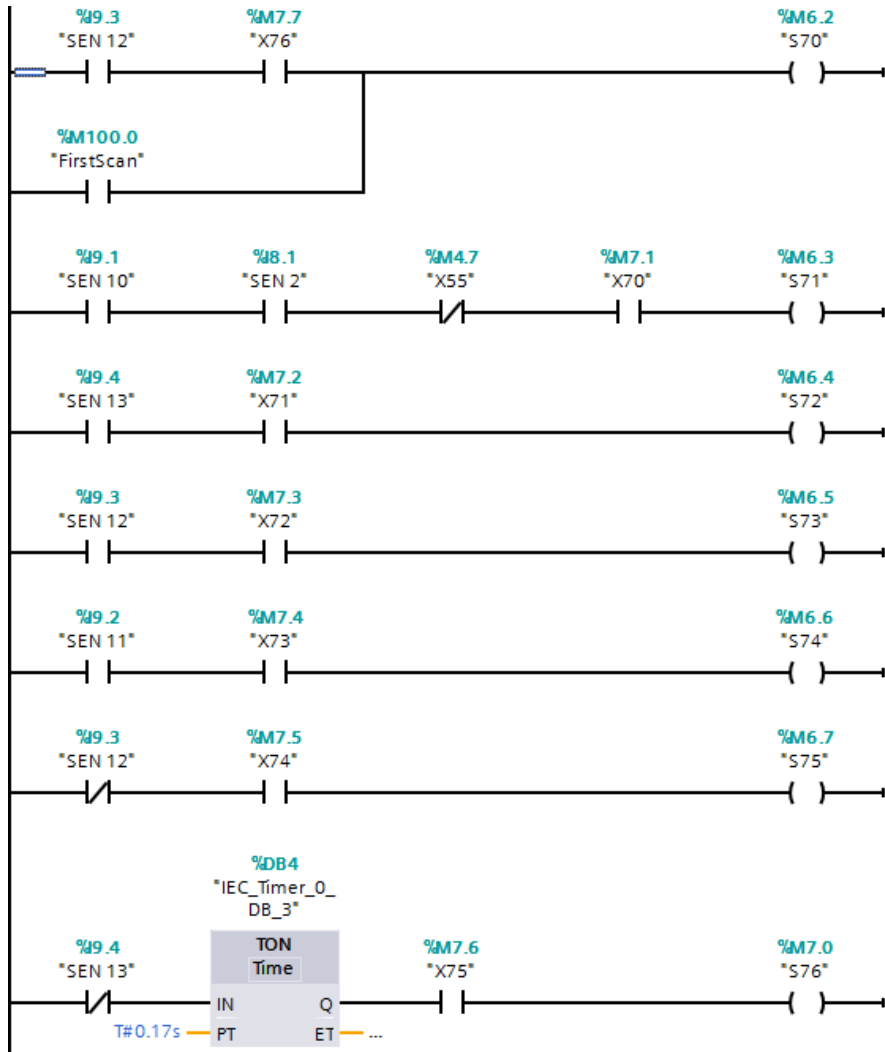 %I9.3 %M7.7 %M6.2
"SEN 12" "X76" "S70"
%M100.0
"FirstScan"
%I9.1 %I8.1 %M4.7 %M7.1 %M6.3
"SEN 10" "SEN 2" "X55" "X70" "S71"
%I9.4 %M7.2 %M6.4
"SEN 13" "X71" "S72"
%I9.3 %M7.3 %M6.5
"SEN 12" "X72" "S73"
%I9.2 %M7.4 %M6.6
"SEN 11" "X73" "S74"
%I9.3 %M7.5 %M6.7
"SEN 12" "X74" "S75"
%DB4
"IEC_Timer_0_
DB_3"
%I9.4 TON %M7.6 %M7.0
"SEN 13" Time "X75" "S76"
IN Q
T#0.17s PT ET ...